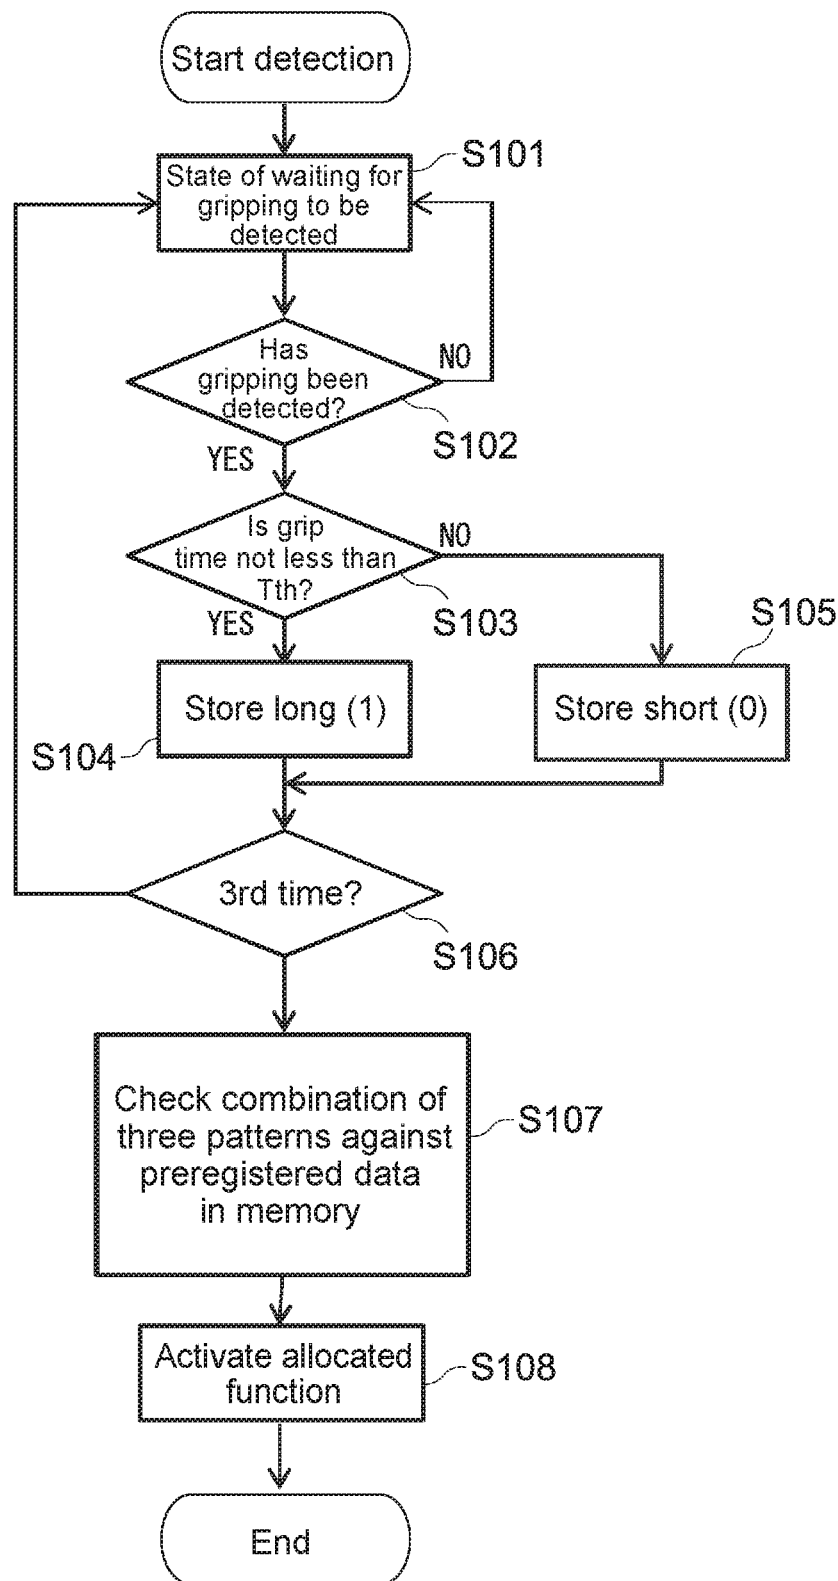 Start detection
S101
State of waiting for
gripping to be
detected
Has
gripping been
detected?
NO
S102
YES
Is grip
time not less than
Tth?
NO
S103
YES
S105
Store long (1)
Store short (0)
S104
3rd time?
S106
Check combination of
three patterns against
preregistered data
in memory
S107
Activate allocated
function
S108
End